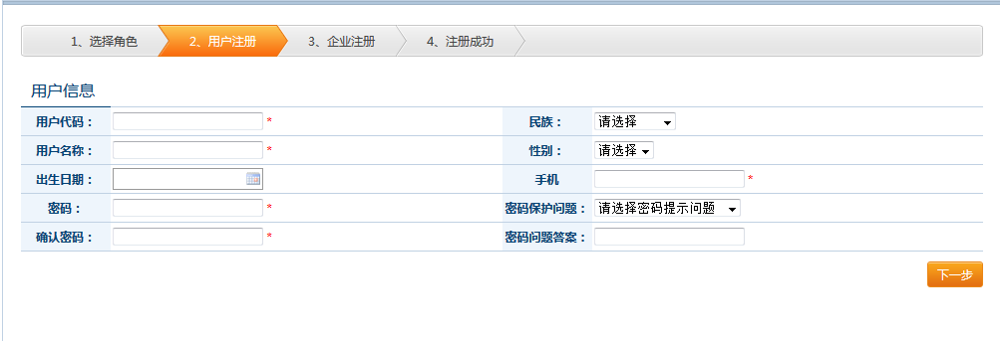 1、选择角色 2、用户注册 3、企业注册 4、注册成功
用户信息
用户代码： * 民族： 请选择
用户名称： * 性别： 请选择
出生日期： 手机 *
密码： * 密码保护问题： 请选择密码提示问题
确认密码： * 密码问题答案：
下一步